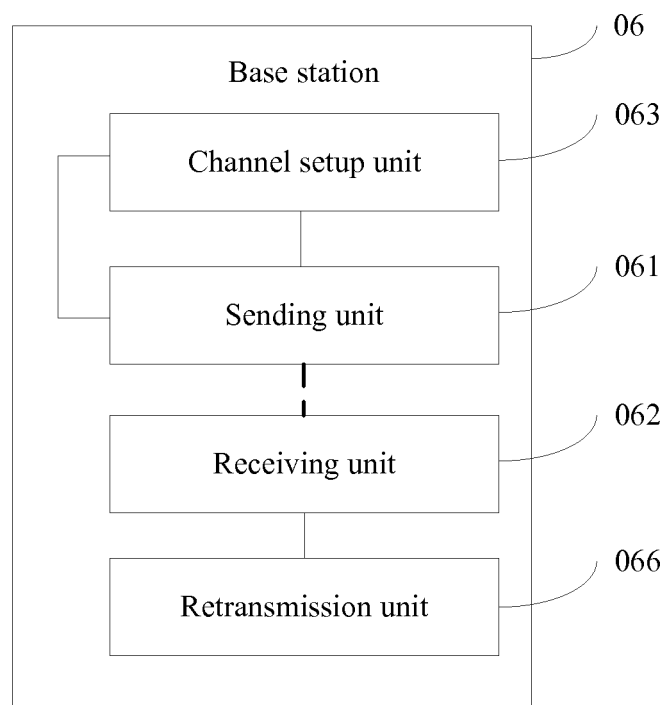 06
Base station
063
Channel setup unit
061
Sending unit
062
Receiving unit
066
Retransmission unit